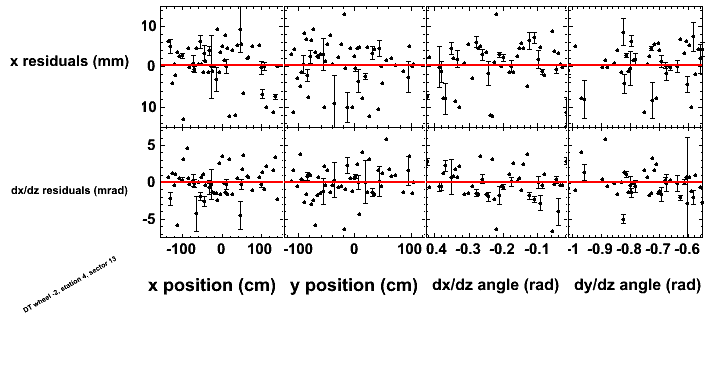 10
x residuals (mm)
0
10
5
dx/dz residuals (mrad)
0
-5
-100 0 100 -100 0 100 0.4 -0.3 -0.2 -0.1 -1 -0.9 -0.8 -0.7 -0.6
x position (cm) y position (cm) dx/dz angle (rad) dy/dz angle (rad)
DT wheel -2, station 4, sector 13